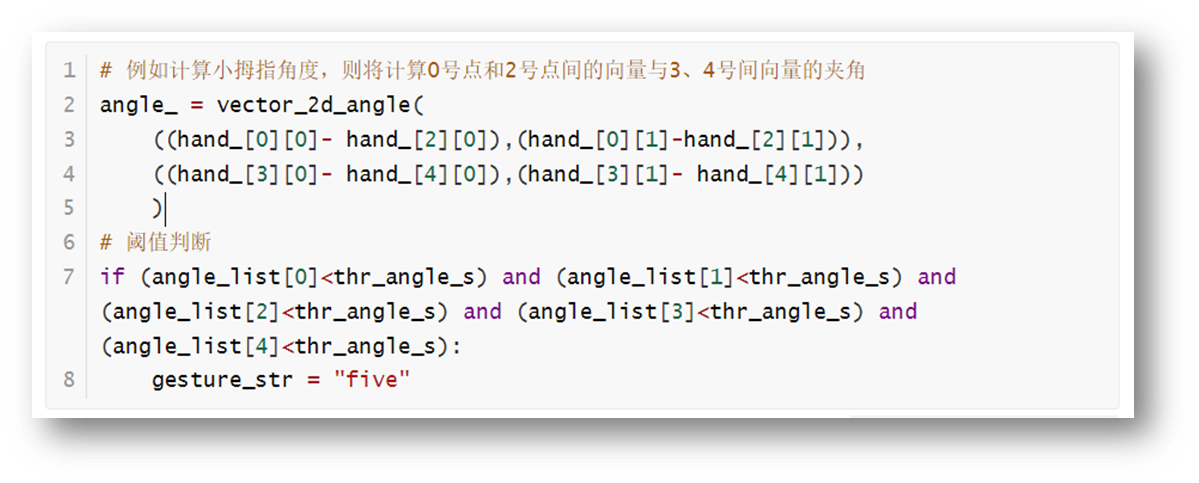 1 # 例如计算小拇指角度，则将计算0号点和2号点间的向量与3、4号间向量的夹角
2 angle_ = vector_2d_angle(
3 ((hand_[0][0]- hand_[2][0]),(hand_[0][1]-hand_[2][1])),
4 ((hand_[3][0]- hand_[4][0]),(hand_[3][1]- hand_[4][1]))
5 )
6 # 阈值判断
7 if (angle_list[0]<thr_angle_s) and (angle_list[1]<thr_angle_s) and
(angle_list[2]<thr_angle_s) and (angle_list[3]<thr_angle_s) and
(angle_list[4]<thr_angle_s):
8 gesture_str = "five"